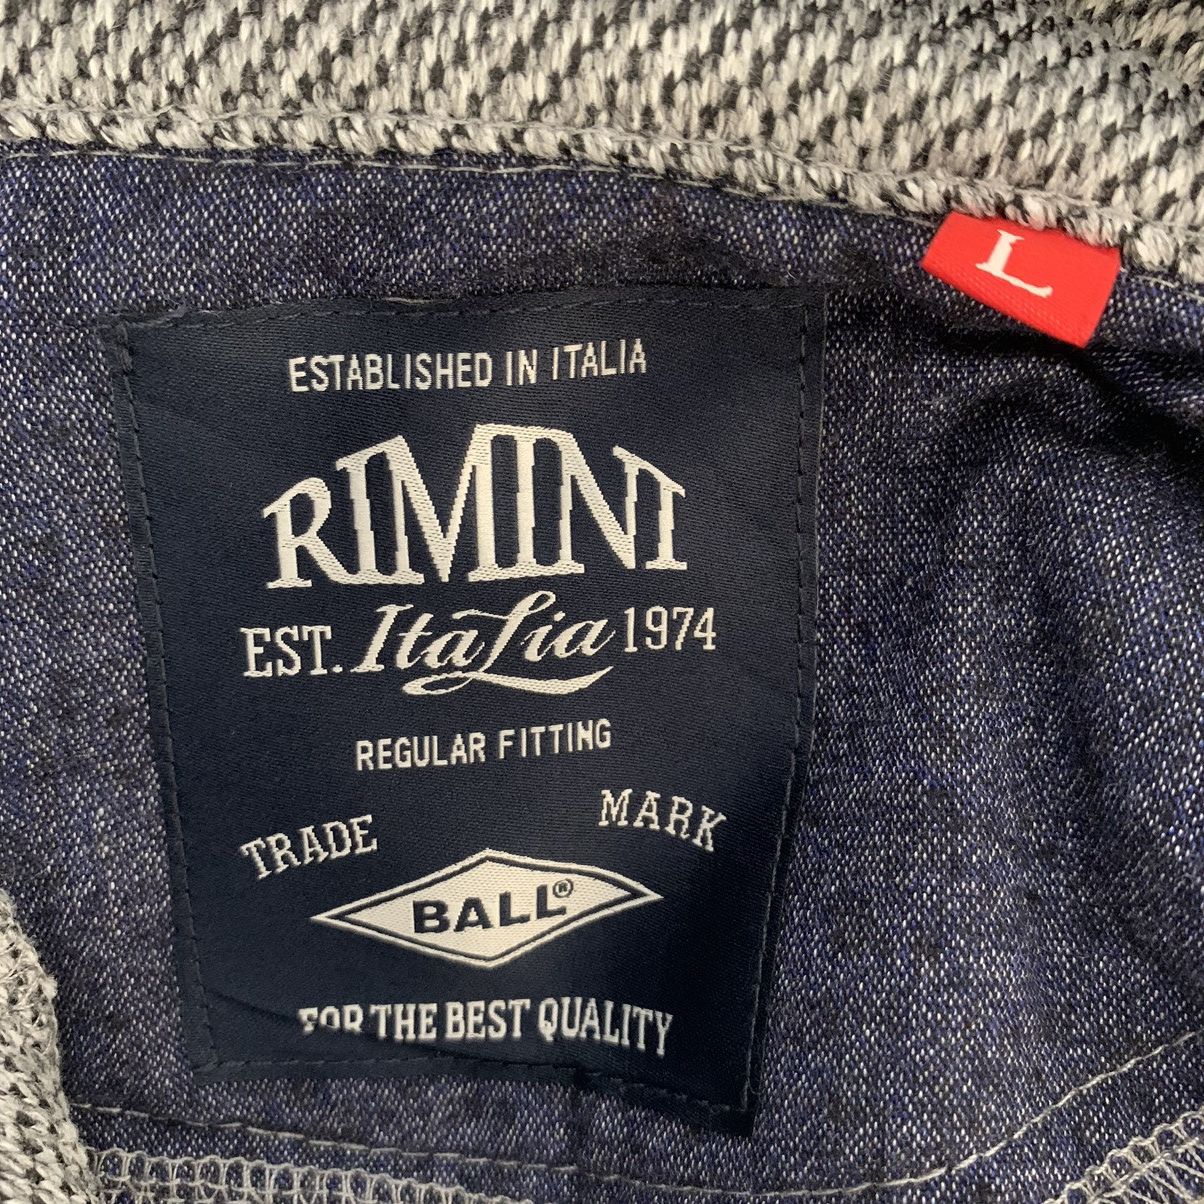 L
ESTABLISHED IN ITALIA
RIMINI
EST. Italia 1974
REGULAR FITTING
TRADE MARK
BALL®
FOR THE BEST QUALITY